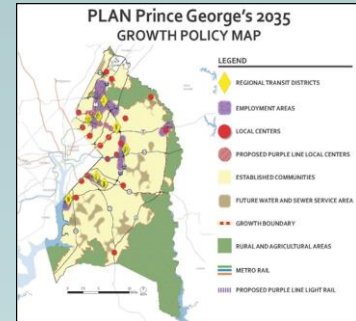 PLAN Prince George's 2035
GROWTH POLICY MAP
LEGEND
REGIONAL TRANSIT DISTRICTS
EMPLOYMENT AREAS
LOCAL CENTERS
PROPOSED PURPLE LINE LOCAL CENTERS
ESTABLISHED COMMUNITIES
FUTURE WATER AND SEWER SERVICE AREA
GROWTH BOUNDARY
RURAL AND AGRICULTURAL AREAS
METRO RAIL
PROPOSED PURPLE LINE LIGHT RAIL